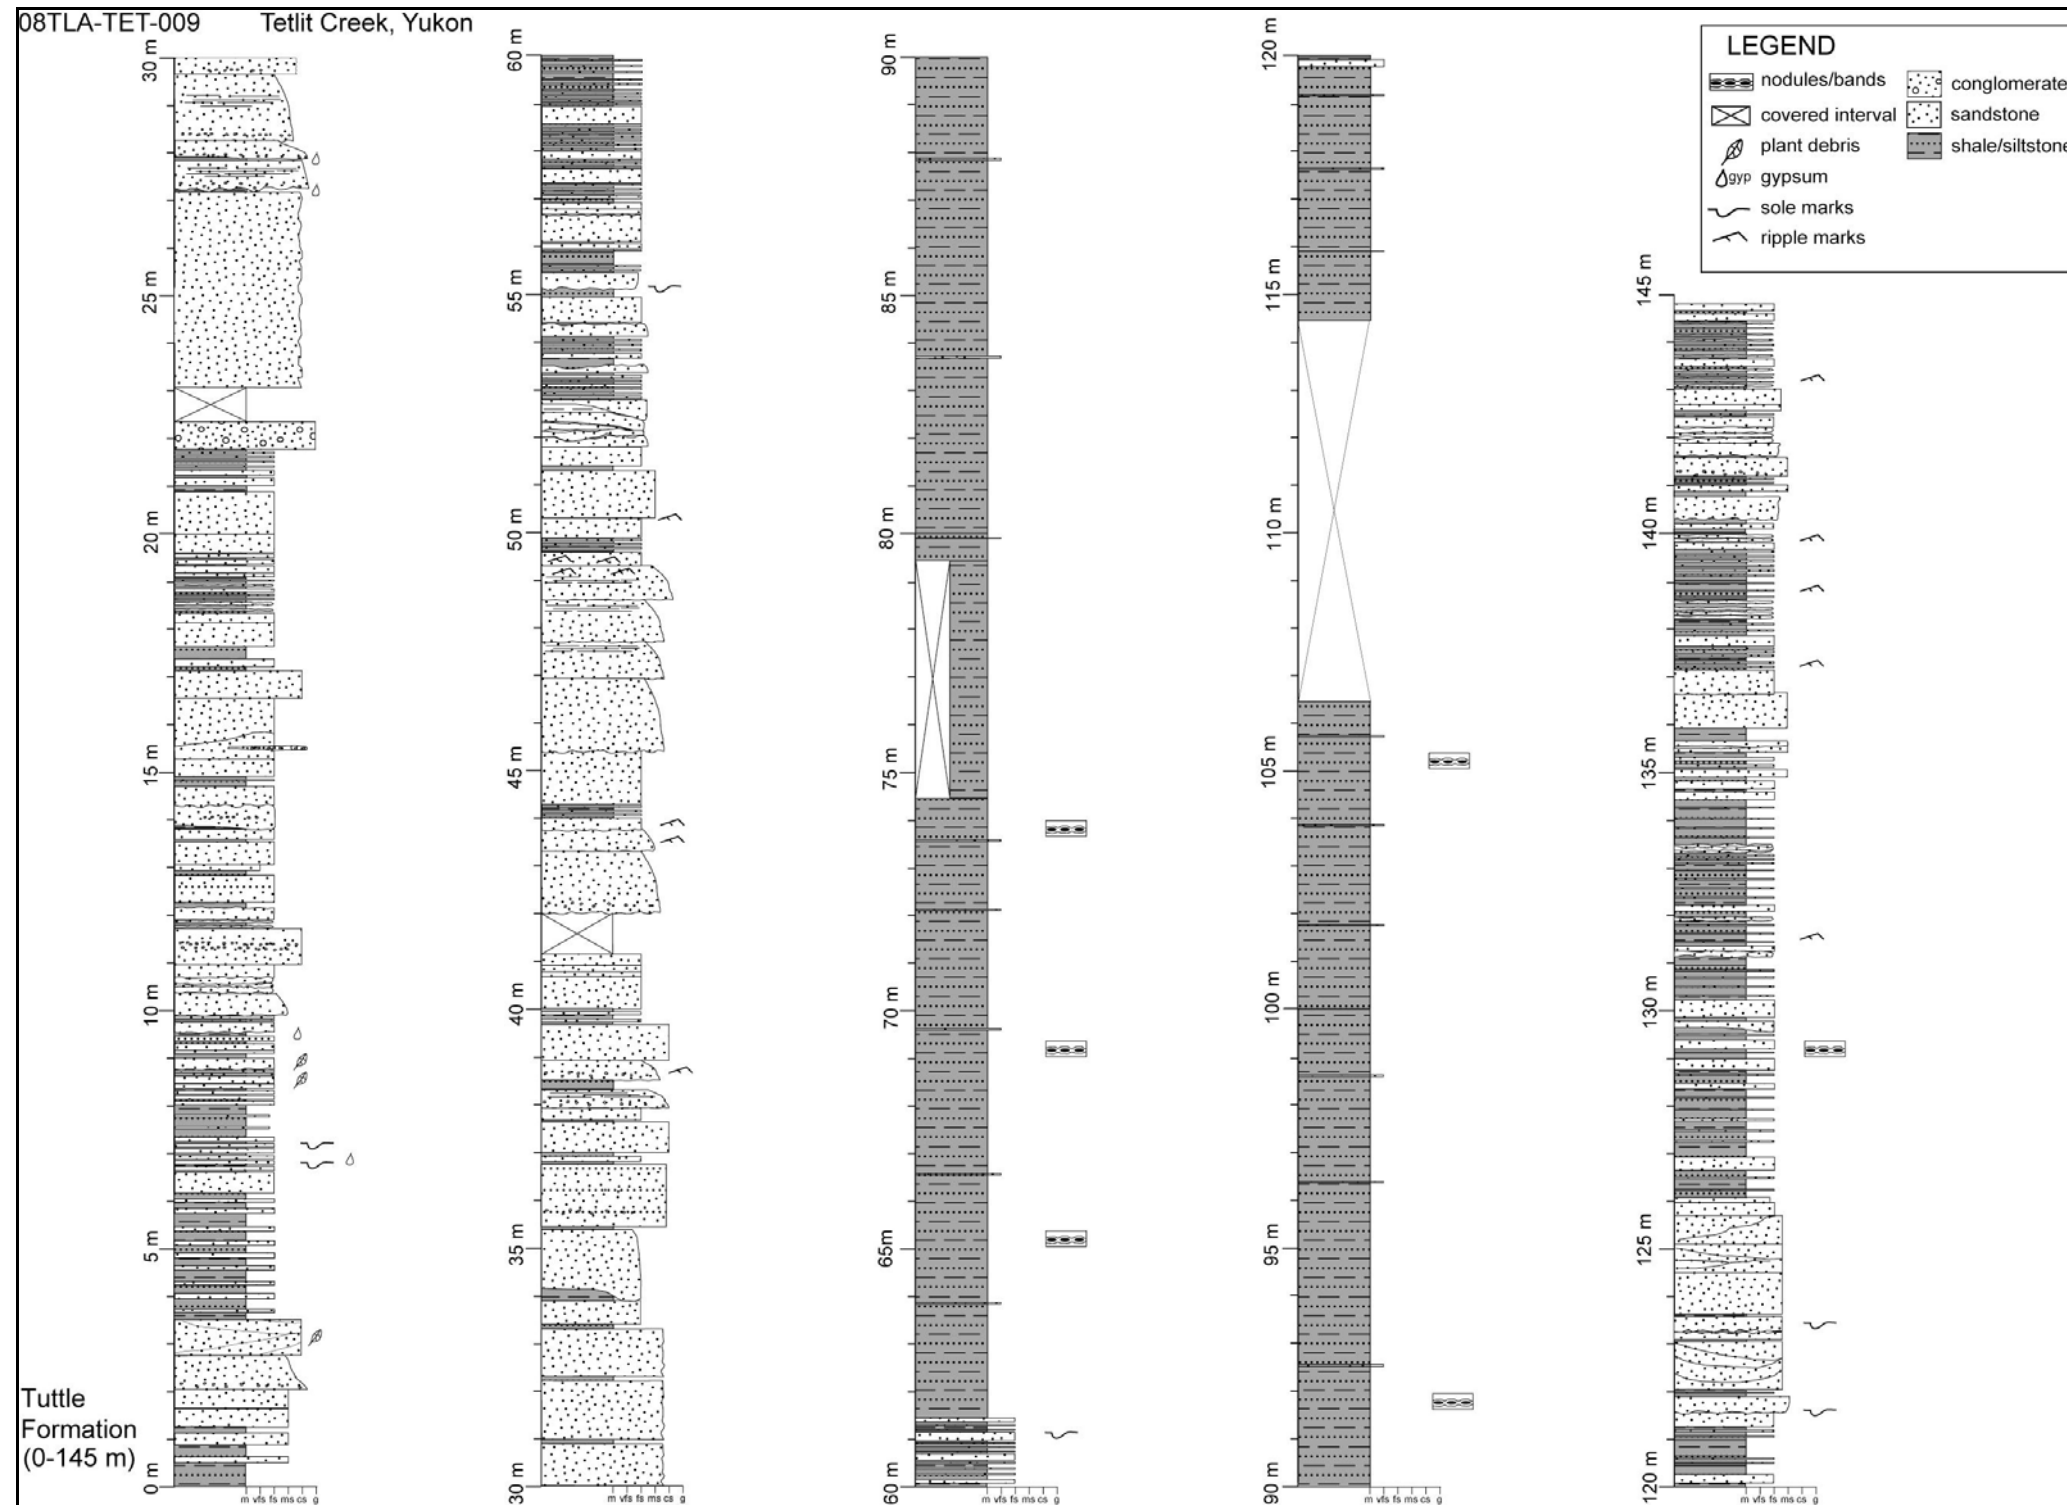 08TLA-TET-009 Tetlit Creek, Yukon
LEGEND
nodules/bands
covered interval
plant debris
gyp gypsum
sole marks
ripple marks
conglomerate
sandstone
shale/siltstone
30 m
25 m
20 m
15 m
10 m
5 m
0 m
m vfs fs ms cs g
60 m
55 m
50 m
45 m
40 m
35 m
30 m
m vfs fs ms cs g
90 m
85 m
80 m
75 m
70 m
65m
60 m
m vfs fs ms cs g
120 m
115 m
110 m
105 m
100 m
95 m
90 m
m vfs fs ms cs g
145 m
140 m
135 m
130 m
125 m
120 m
m vfs fs ms cs g
Tuttle
Formation
(0-145 m)